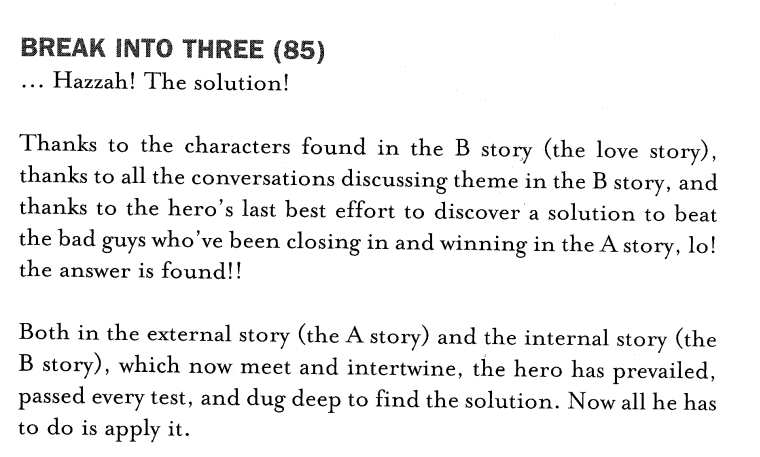 BREAK INTO THREE (85)
... Hazzah! The solution!
Thanks to the characters found in the B story (the love story),
thanks to all the conversations discussing theme in the B story, and
thanks to the hero's last best effort to discover a solution to beat
the bad guys who've been closing in and winning in the A story, lo!
the answer is found!!
Both in the external story (the A story) and the internal story (the
B story), which now meet and intertwine, the hero has prevailed,
passed every test, and dug deep to find the solution. Now all he has
to do is apply it.